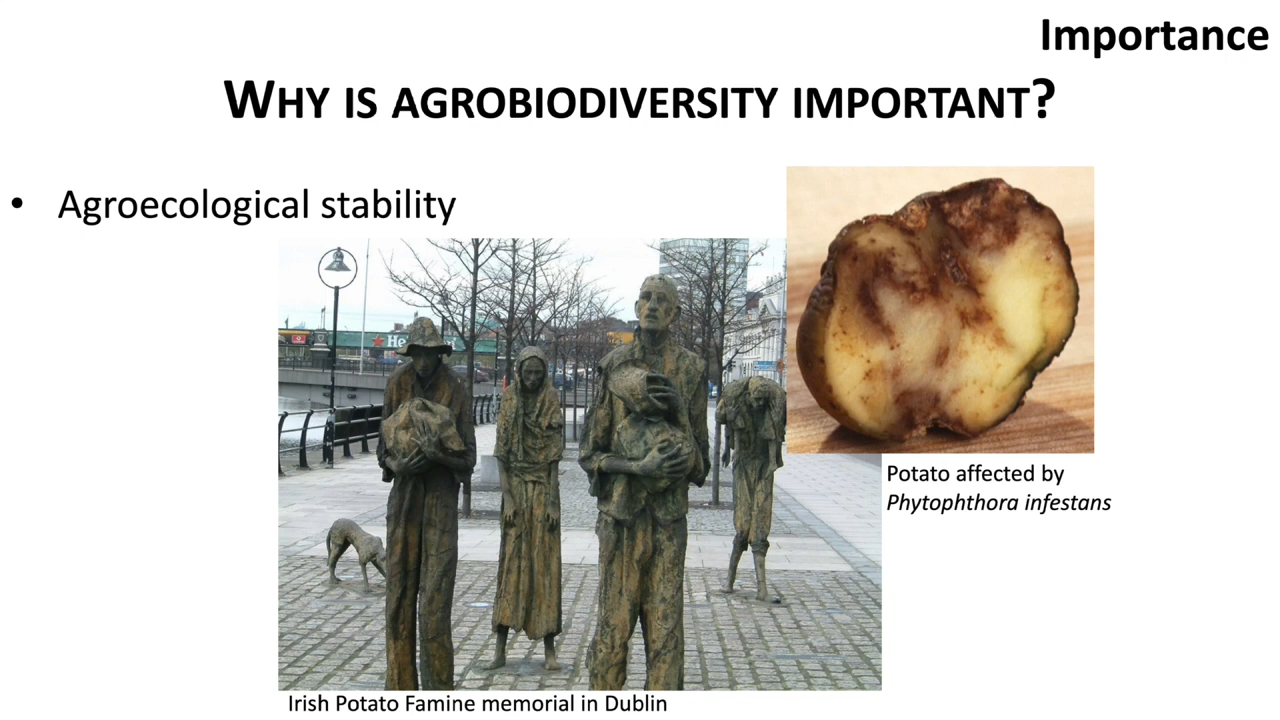 Importance
WHY IS AGROBIODIVERSITY IMPORTANT?
• Agroecological stability
Potato affected by
Phytophthora infestans
Irish Potato Famine memorial in Dublin